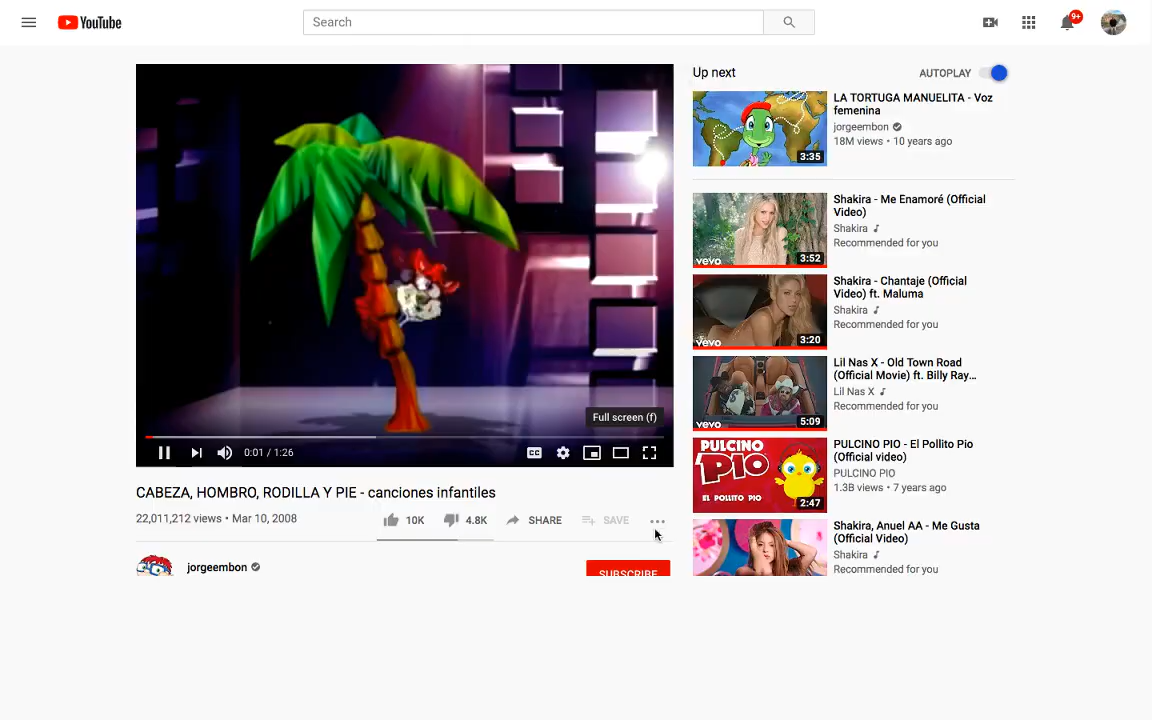 YouTube
Search
9+
Up next
AUTOPLAY
LA TORTUGA MANUELITA - Voz
femenina
jorgeembon
18M views • 10 years ago
3:35
Shakira - Me Enamoré (Official
Video)
Shakira
Recommended for you
vevo
3:52
Shakira - Chantaje (Official
Video) ft. Maluma
Shakira
Recommended for you
vevo
3:20
Lil Nas X - Old Town Road
(Official Movie) ft. Billy Ray...
Lil Nas X
Recommended for you
vevo
5:09
PULCINO PIO - El Pollito Pio
(Official video)
PULCINO PIO
1.3B views • 7 years ago
PULCINO
PIO
EL POLLITO PIO
2:47
Shakira, Anuel AA - Me Gusta
(Official Video)
Shakira
Recommended for you
Full screen (f)
0:01 / 1:26
CC
CABEZA, HOMBRO, RODILLA Y PIE - canciones infantiles
22,011,212 views • Mar 10, 2008
10K
4.8K
SHARE
SAVE
jorgeembon
SUBSCRIBE